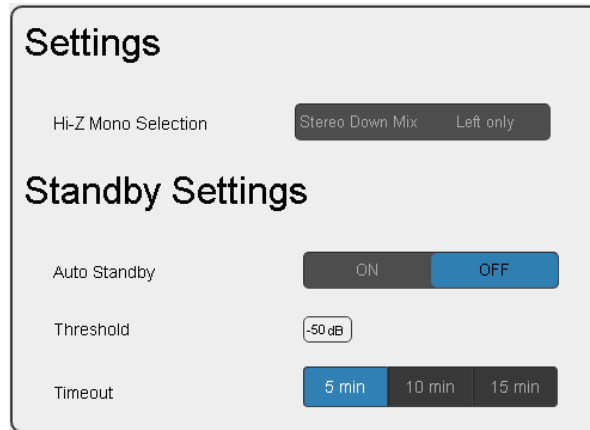 Settings
Hi-Z Mono Selection Stereo Down Mix Left only
Standby Settings
Auto Standby ON OFF
Threshold -50 dB
Timeout 5 min 10 min 15 min